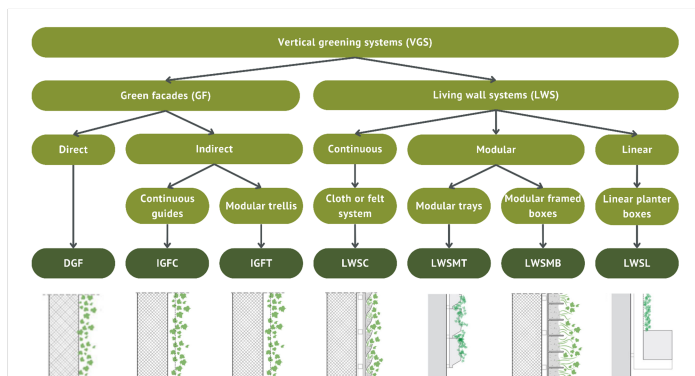 Vertical greening systems (VGS)
Green facades (GF)
Living wall systems (LWS)
Direct
Indirect
Continuous
Modular
Linear
Continuous
guides
Modular trellis
Cloth or felt
system
Modular trays
Modular framed
boxes
Linear planter
boxes
DGF
IGFC
IGFT
LWSC
LWSMT
LWSMB
LWSL